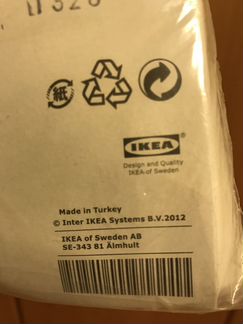 紙
IKEA
Design and Quality
IKEA of Sweden
Made in Turkey
© Inter IKEA Systems B.V. 2012
IKEA of Sweden AB
SE-343 81 Älmhult